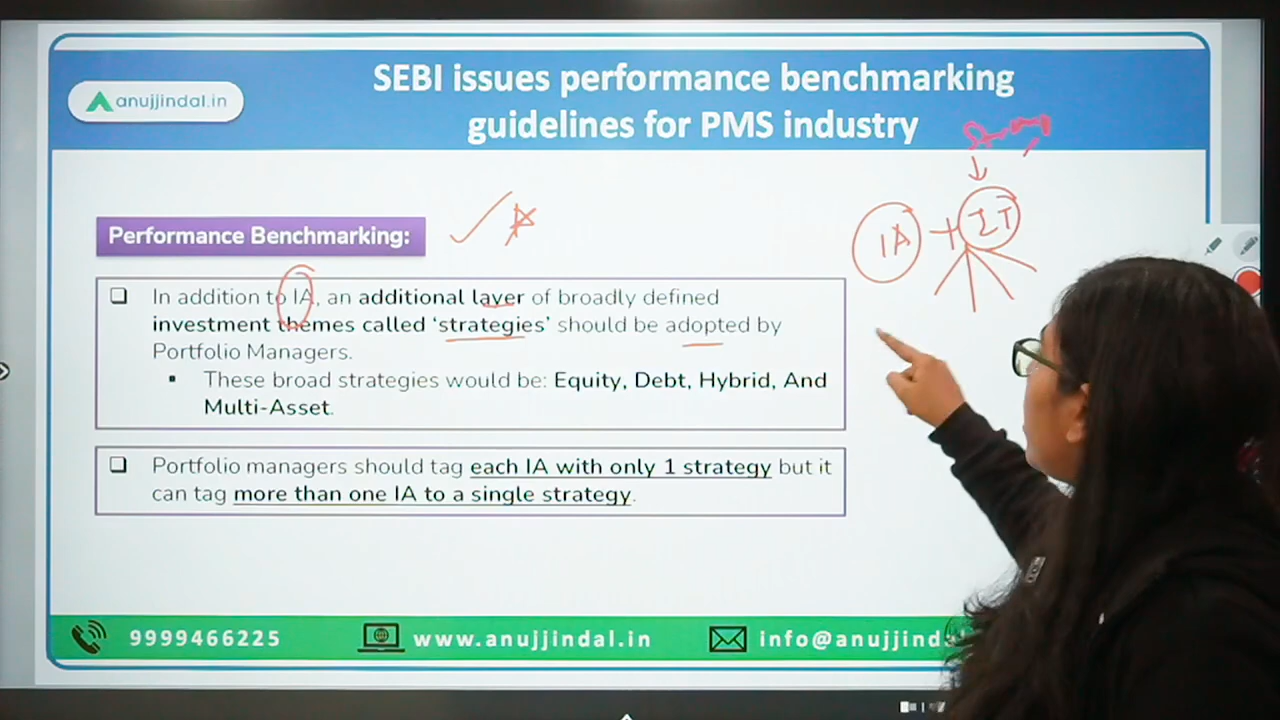 SEBI issues performance benchmarking
guidelines for PMS industry
anujjindal.in
Performance Benchmarking:
IA + IT
In addition to IA, an additional layer of broadly defined
investment themes called ‘strategies’ should be adopted by
Portfolio Managers.
These broad strategies would be: Equity, Debt, Hybrid, And
Multi-Asset.
Portfolio managers should tag each IA with only 1 strategy but it
can tag more than one IA to a single strategy.
9999466225
www.anujjindal.in
info@anujjind